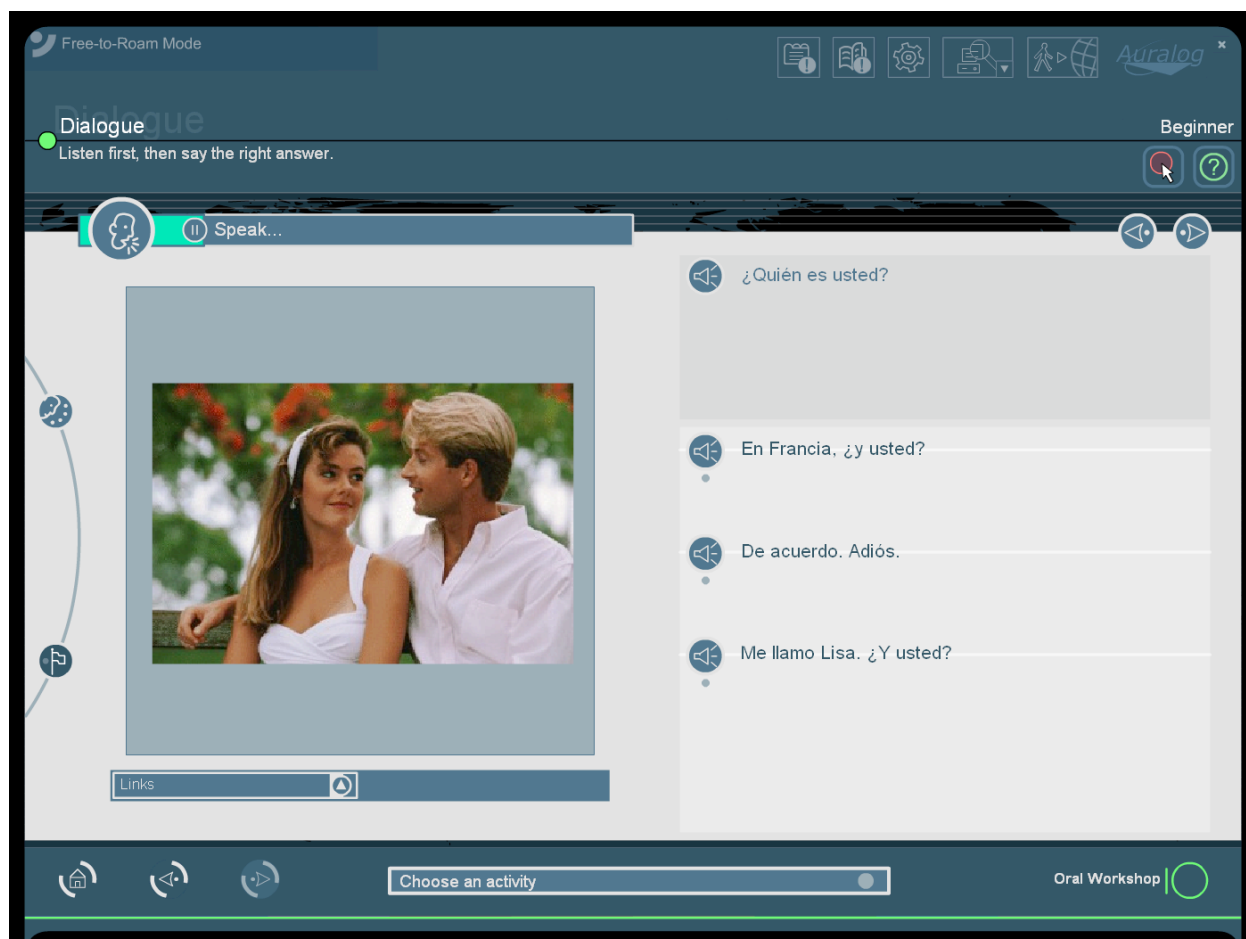 Free-to-Roam Mode
Auralog
Dialogue
Dialogue
Beginner
Listen first, then say the right answer.
Speak...
¿Quién es usted?
En Francia, ¿y usted?
De acuerdo. Adiós.
Me llamo Lisa. ¿Y usted?
Links
Choose an activity
Oral Workshop